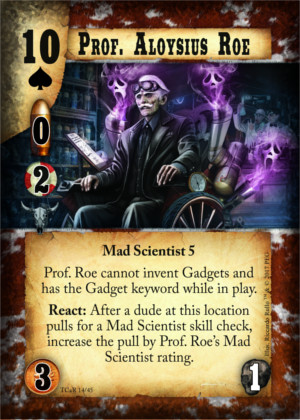 10 PROF. ALOYSIUS ROE
0
2
Mad Scientist 5
Prof. Roe cannot invent Gadgets and
has the Gadget keyword while in play.
React: After a dude at this location
pulls for a Mad Scientist skill check,
increase the pull by Prof. Roe's Mad
Scientist rating.
3
1